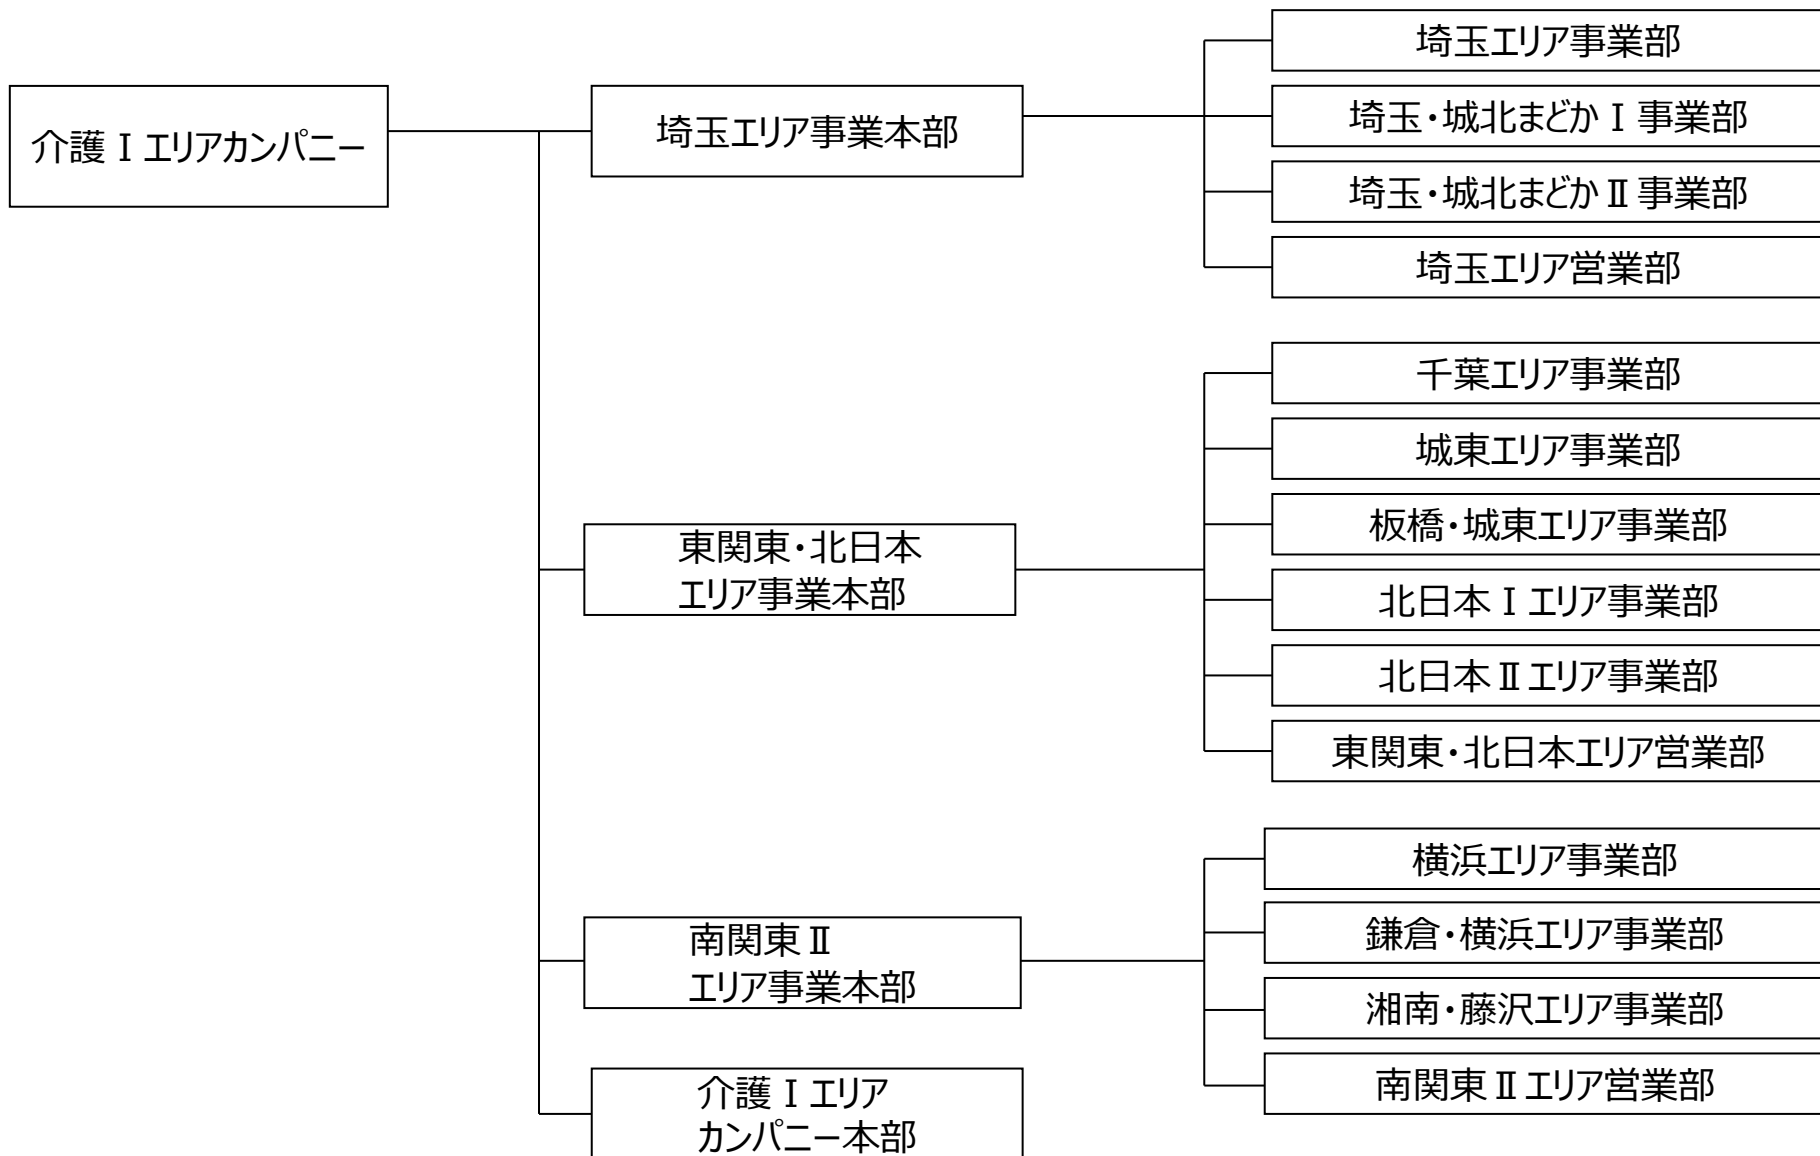 介護Ⅰエリアカンパニー
埼玉エリア事業本部
埼玉エリア事業部
埼玉・城北まどかⅠ事業部
埼玉・城北まどかⅡ事業部
埼玉エリア営業部
東関東・北日本
エリア事業本部
千葉エリア事業部
城東エリア事業部
板橋・城東エリア事業部
北日本Ⅰエリア事業部
北日本Ⅱエリア事業部
東関東・北日本エリア営業部
南関東Ⅱ
エリア事業本部
横浜エリア事業部
鎌倉・横浜エリア事業部
湘南・藤沢エリア事業部
南関東Ⅱエリア営業部
介護Ⅰエリア
カンパニー本部